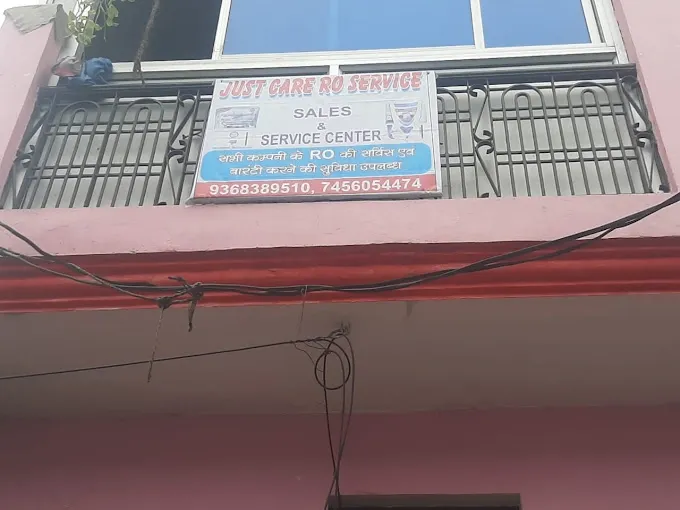 JUST CARE RO SERVICE
SALES
&
SERVICE CENTER
सभी कम्पनी के RO की सर्विस एवं
वारंटी करने की सुविधा उपलब्ध
9368389510, 7456054474